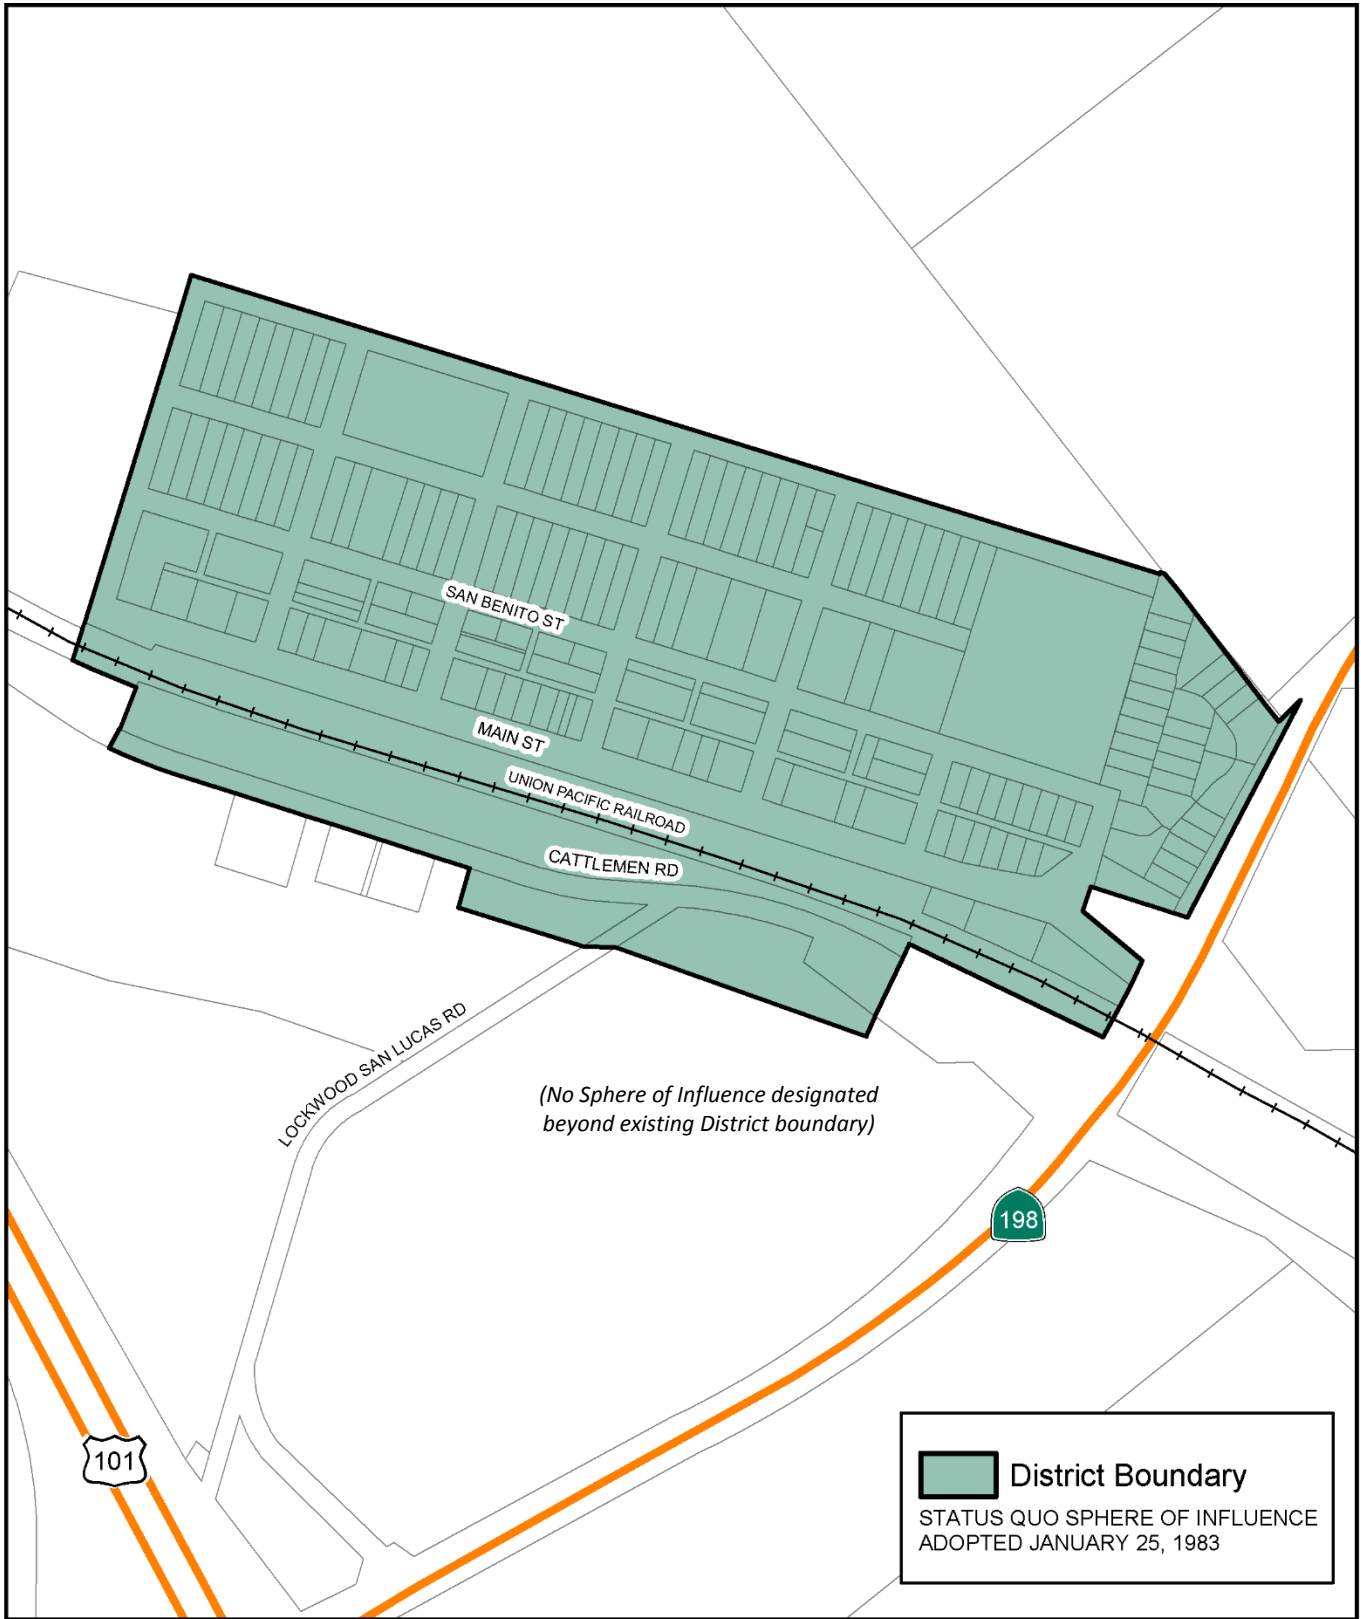 SAN BENITO ST
MAIN ST
UNION PACIFIC RAILROAD
CATTLEMEN RD
LOCKWOOD SAN LUCAS RD
(No Sphere of Influence designated
beyond existing District boundary)
198
101
District Boundary
STATUS QUO SPHERE OF INFLUENCE
ADOPTED JANUARY 25, 1983